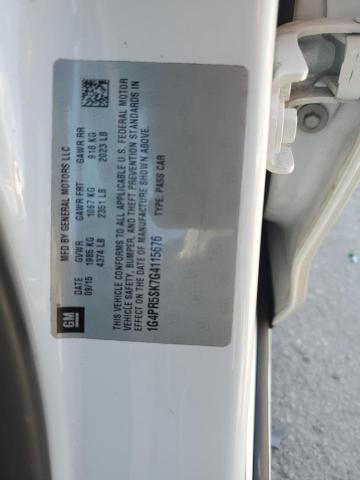 GM
MFD BY GENERAL MOTORS LLC
DATE GVWR GAWR FRT GAWR RR
09/15 1985 KG 1067 KG 918 KG
4374 LB 2351 LB 2023 LB
THIS VEHICLE CONFORMS TO ALL APPLICABLE U.S. FEDERAL MOTOR
VEHICLE SAFETY, BUMPER, AND THEFT PREVENTION STANDARDS IN
EFFECT ON THE DATE OF MANUFACTURE SHOWN ABOVE.
1G4PR5SK7G4115676 TYPE: PASS CAR